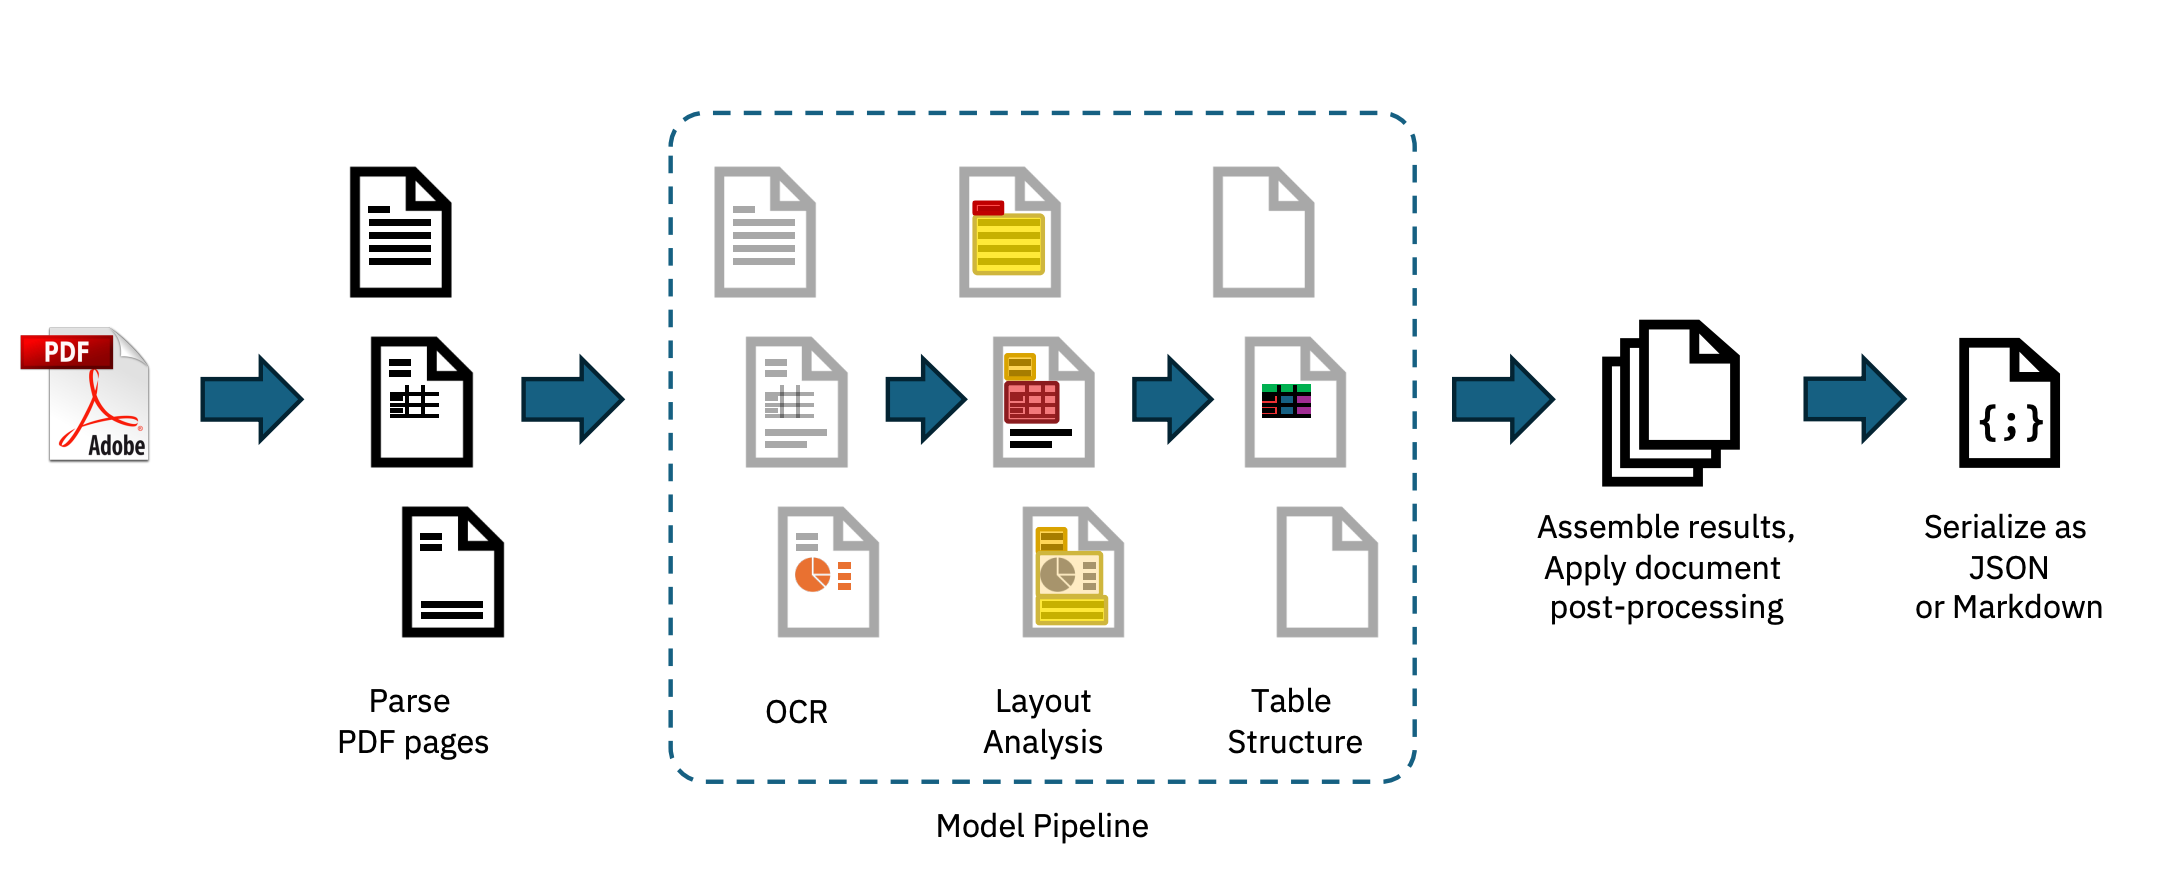 PDF
Adobe
Parse
PDF pages
OCR
Layout
Analysis
Table
Structure
Model Pipeline
Assemble results,
Apply document
post-processing
{;}
Serialize as
JSON
or Markdown